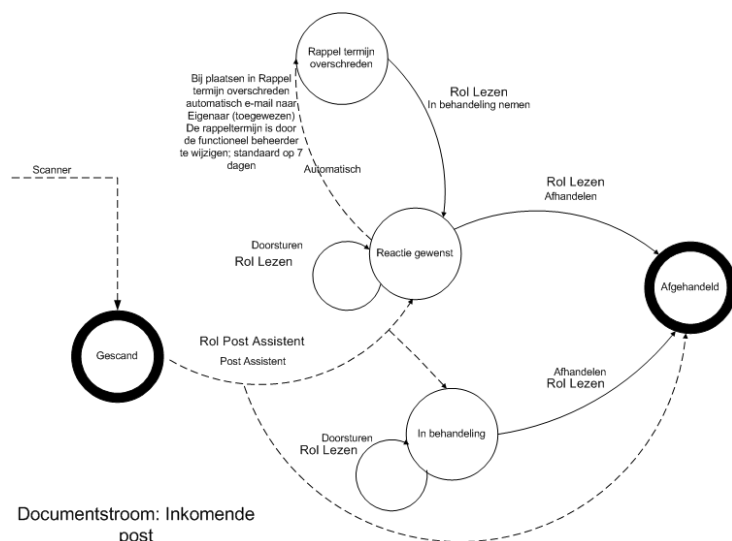 Rappel termijn
overschreden
Bij plaatsen in Rappel
termijn overschreden
automatisch e-mail naar
Eigenaar (toegewezen)
De rappeltermijn is door
de functioneel beheerder
te wijzigen; standaard op 7
dagen
Rol Lezen
In behandeling nemen
Scanner
Automatisch
Rol Lezen
Afhandelen
Doorsturen
Rol Lezen
Reactie gewenst
Afgehandeld
Gescand
Rol Post Assistent
Post Assistent
Afhandelen
Rol Lezen
Doorsturen
Rol Lezen
In behandeling
Documentstroom: Inkomende
post